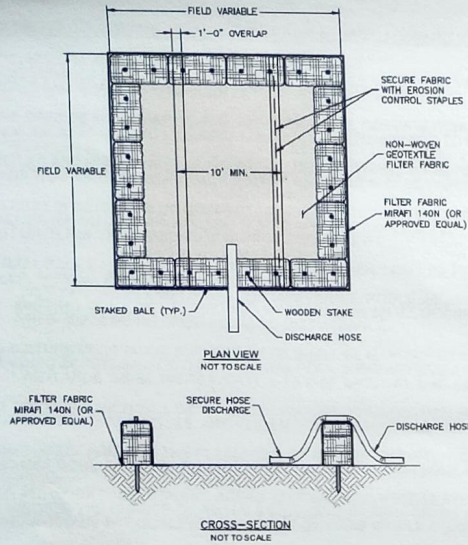 FIELD VARIABLE
1'-0" OVERLAP
SECURE FABRIC
WITH EROSION
CONTROL STAPLES
NON-WOVEN
GEOTEXTILE
FILTER FABRIC
FIELD VARIABLE
10' MIN.
FILTER FABRIC
MIRAFI 140N (OR
APPROVED EQUAL)
STAKED BALE (TYP.)
WOODEN STAKE
DISCHARGE HOSE
PLAN VIEW
NOT TO SCALE
FILTER FABRIC
MIRAFI 140N (OR
APPROVED EQUAL)
SECURE HOSE
DISCHARGE
DISCHARGE HOSE
CROSS-SECTION
NOT TO SCALE